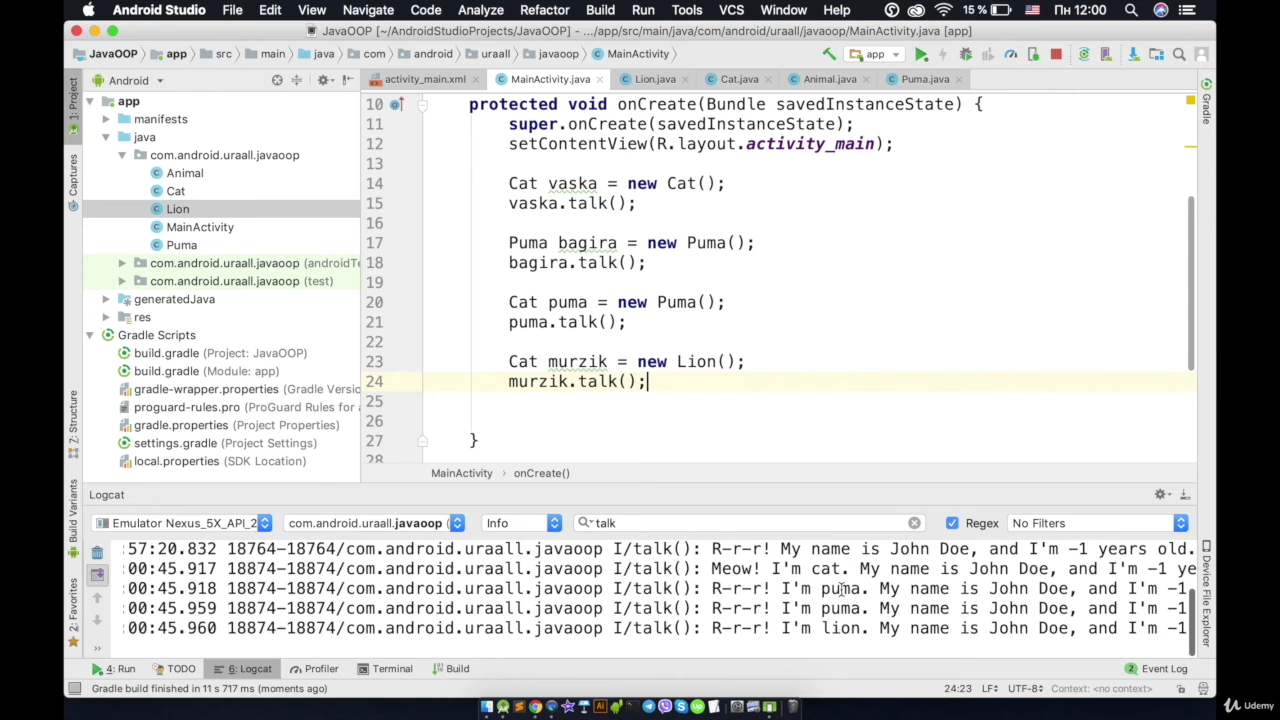 Android Studio File Edit View Navigate Code Analyze Refactor Build Run Tools VCS Window Help 15 % Пн 12:00
JavaOOP [~/AndroidStudioProjects/JavaOOP] - .../app/src/main/java/com/android/uraall/javaoop/MainActivity.java [app]
JavaOOP app src main java com android uraall javaoop MainActivity app
Android activity_main.xml MainActivity.java Lion.java Cat.java Animal.java Puma.java
1: Project
Captures
7: Structure
Build Variants
2: Favorites
app
manifests
java
com.android.uraall.javaoop
Animal
Cat
Lion
MainActivity
Puma
com.android.uraall.javaoop (androidTe
com.android.uraall.javaoop (test)
generatedJava
res
Gradle Scripts
build.gradle (Project: JavaOOP)
build.gradle (Module: app)
gradle-wrapper.properties (Gradle Versio
proguard-rules.pro (ProGuard Rules for a
gradle.properties (Project Properties)
settings.gradle (Project Settings)
local.properties (SDK Location)
10 protected void onCreate(Bundle savedInstanceState) {
11 super.onCreate(savedInstanceState);
12 setContentView(R.layout.activity_main);
13
14 Cat vaska = new Cat();
15 vaska.talk();
16
17 Puma bagira = new Puma();
18 bagira.talk();
19
20 Cat puma = new Puma();
21 puma.talk();
22
23 Cat murzik = new Lion();
24 murzik.talk();
25
26
27 }
28
MainActivity onCreate()
Gradle
Device File Explorer
Logcat
Emulator Nexus_5X_API_2 com.android.uraall.javaoop ( Info talk Regex No Filters
:57:20.832 18764-18764/com.android.uraall.javaoop I/talk(): R-r-r! My name is John Doe, and I'm -1 years old.
:00:45.917 18874-18874/com.android.uraall.javaoop I/talk(): Meow! I'm cat. My name is John Doe, and I'm -1 ye
:00:45.918 18874-18874/com.android.uraall.javaoop I/talk(): R-r-r! I'm puma. My name is John Doe, and I'm -1
:00:45.959 18874-18874/com.android.uraall.javaoop I/talk(): R-r-r! I'm puma. My name is John Doe, and I'm -1
:00:45.960 18874-18874/com.android.uraall.javaoop I/talk(): R-r-r! I'm lion. My name is John Doe, and I'm -1
4: Run TODO 6: Logcat Profiler Terminal Build 2 Event Log
Gradle build finished in 11 s 717 ms (moments ago) 24:23 LF÷ UTF-8÷ Context: <no context>
Udemy